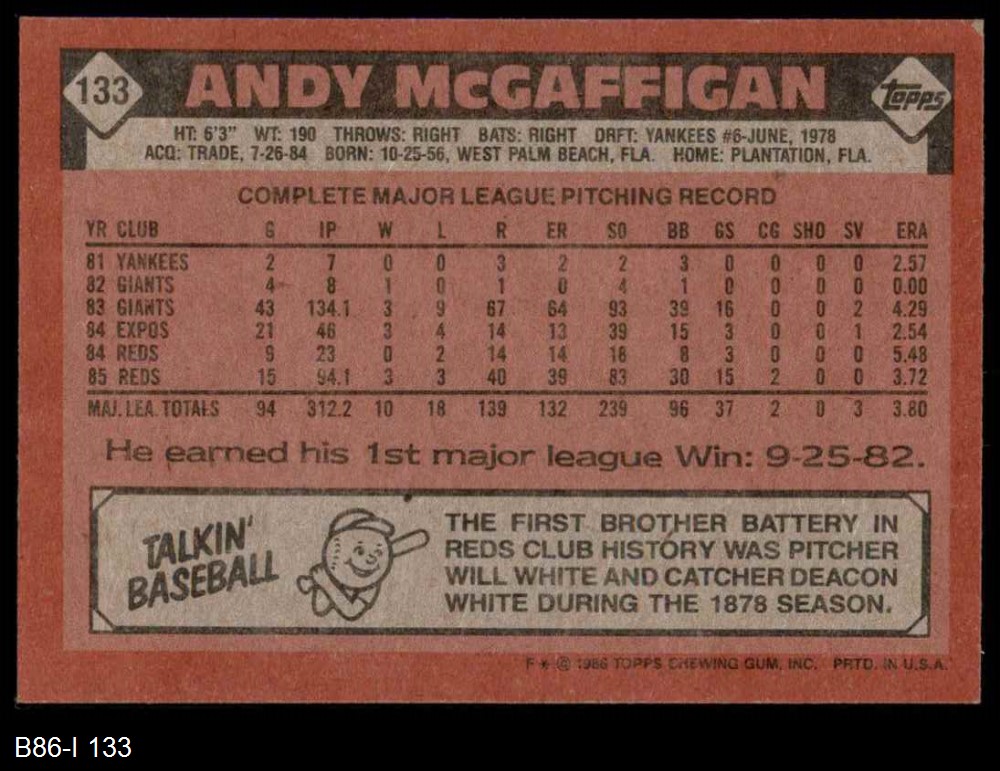 133 ANDY McGAFFIGAN topps
HT: 6'3" WT: 190 THROWS: RIGHT BATS: RIGHT DRFT: YANKEES #6-JUNE, 1978
ACQ: TRADE, 7-26-84 BORN: 10-25-56, WEST PALM BEACH, FLA. HOME: PLANTATION, FLA.
COMPLETE MAJOR LEAGUE PITCHING RECORD
YR CLUB G IP W L R ER SO BB GS CG SHO SV ERA
81 YANKEES 2 7 0 0 3 2 2 3 0 0 0 0 2.57
82 GIANTS 4 8 1 0 1 0 4 1 0 0 0 0 0.00
83 GIANTS 43 134.1 3 9 67 64 93 39 16 0 0 2 4.29
84 EXPOS 21 46 3 4 14 13 39 15 3 0 0 1 2.54
84 REDS 9 23 0 2 14 14 18 8 3 0 0 0 5.48
85 REDS 15 94.1 3 3 40 39 83 30 15 2 0 0 3.72
MAJ. LEA. TOTALS 94 312.2 10 18 139 132 239 96 37 2 0 3 3.80
He earned his 1st major league Win: 9-25-82.
TALKIN'
BASEBALL
THE FIRST BROTHER BATTERY IN
REDS CLUB HISTORY WAS PITCHER
WILL WHITE AND CATCHER DEACON
WHITE DURING THE 1878 SEASON.
F * © 1986 TOPPS CHEWING GUM, INC. PRTD. IN U.S.A.
B86-I 133